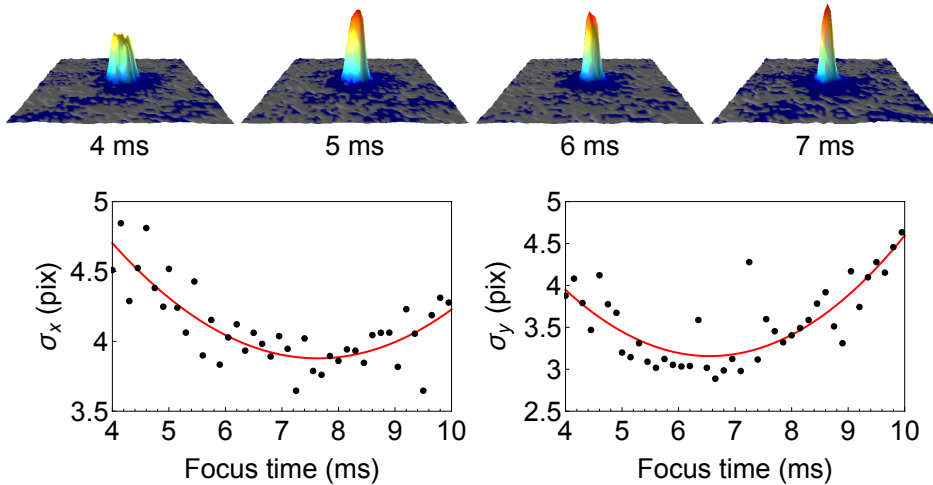 4 ms
5 ms
6 ms
7 ms
5
4.5
4
3.5
σx (pix)
4 5 6 7 8 9 10
Focus time (ms)
5
4.5
4
3.5
3
2.5
σy (pix)
4 5 6 7 8 9 10
Focus time (ms)